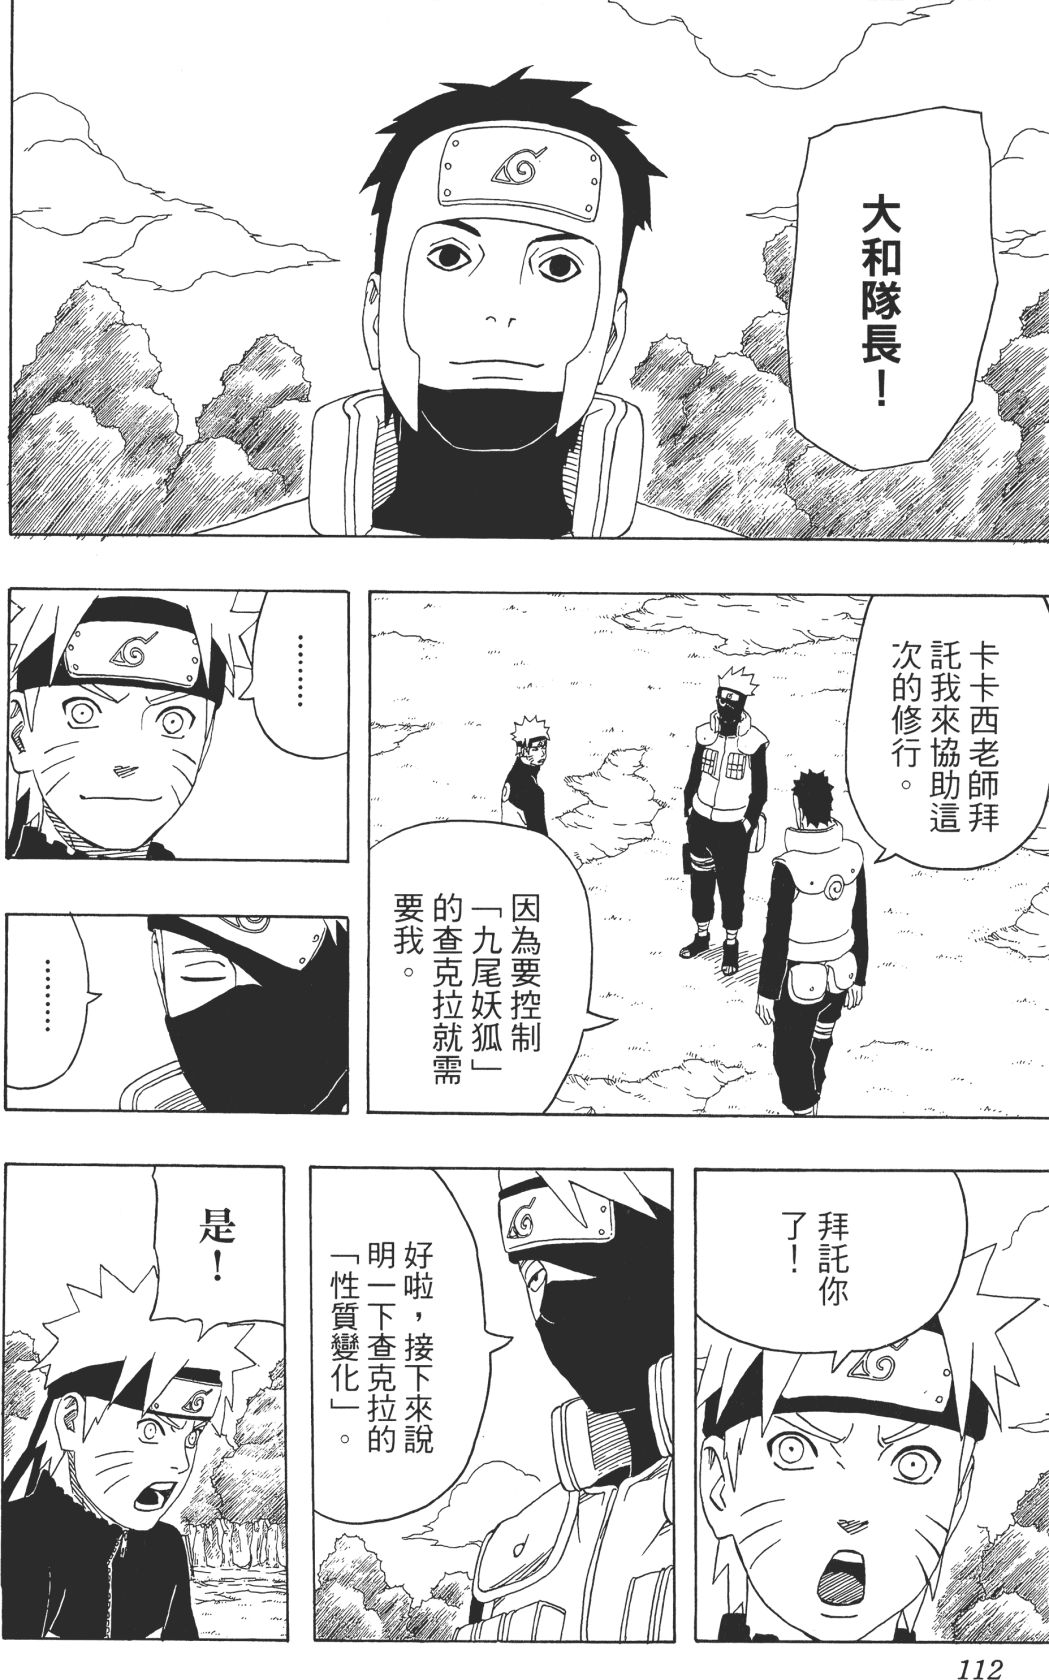 大和隊長！
卡卡西老師拜
託我來協助這
次的修行。
因為要控制
「九尾妖狐」
的查克拉就需
要我。
⋯⋯⋯
⋯⋯⋯
拜託你
了！
好啦，接下來說
明一下查克拉的
「性質變化」。
是！
112